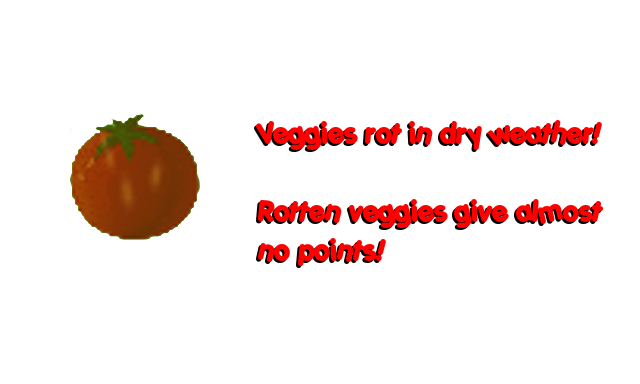 Veggies rot in dry weather!
Rotten veggies give almost
no points!